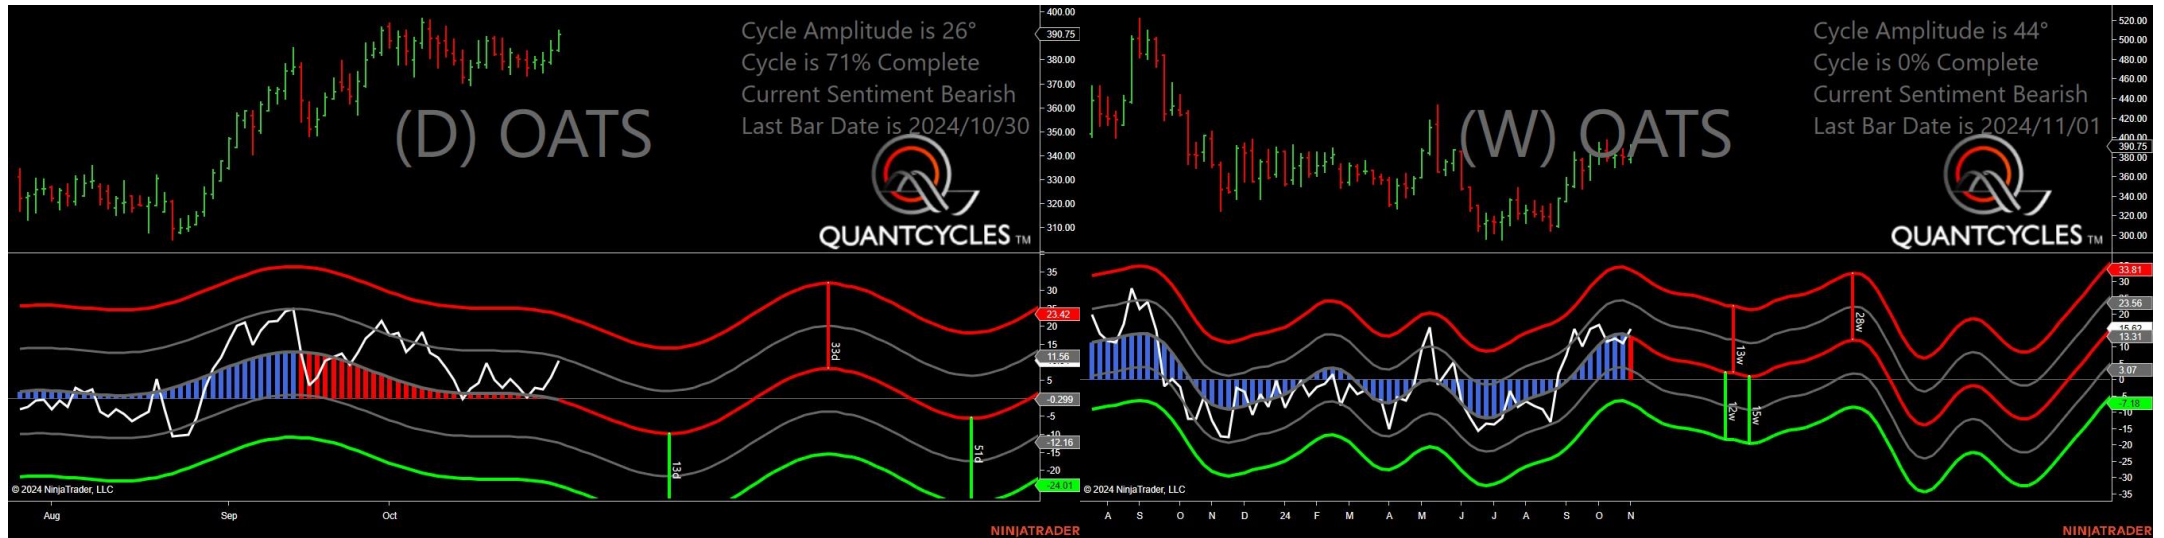 Cycle Amplitude is 26°
Cycle is 71% Complete
Current Sentiment Bearish
Last Bar Date is 2024/10/30
(D) OATS
QUANTCYCLES TM
400.00
390.75
380.00
370.00
360.00
350.00
340.00
330.00
320.00
310.00
35
30
25
23.42
20
15
11.56
5
-0.299
-5
-10
-12.16
-15
-20
-24.01
33d
13d
51d
© 2024 NinjaTrader, LLC
Aug Sep Oct
NINJATRADER
Cycle Amplitude is 44°
Cycle is 0% Complete
Current Sentiment Bearish
Last Bar Date is 2024/11/01
(W) OATS
QUANTCYCLES TM
520.00
500.00
480.00
460.00
440.00
420.00
400.00
390.75
380.00
360.00
340.00
320.00
300.00
33.81
30
23.56
15.62
13.31
10
3.07
0
-7.18
-10
-15
-20
-25
-30
-35
28w
13w
12w
15w
© 2024 NinjaTrader, LLC
A S O N D 24 F M A M J J A S O N
NINJATRADER